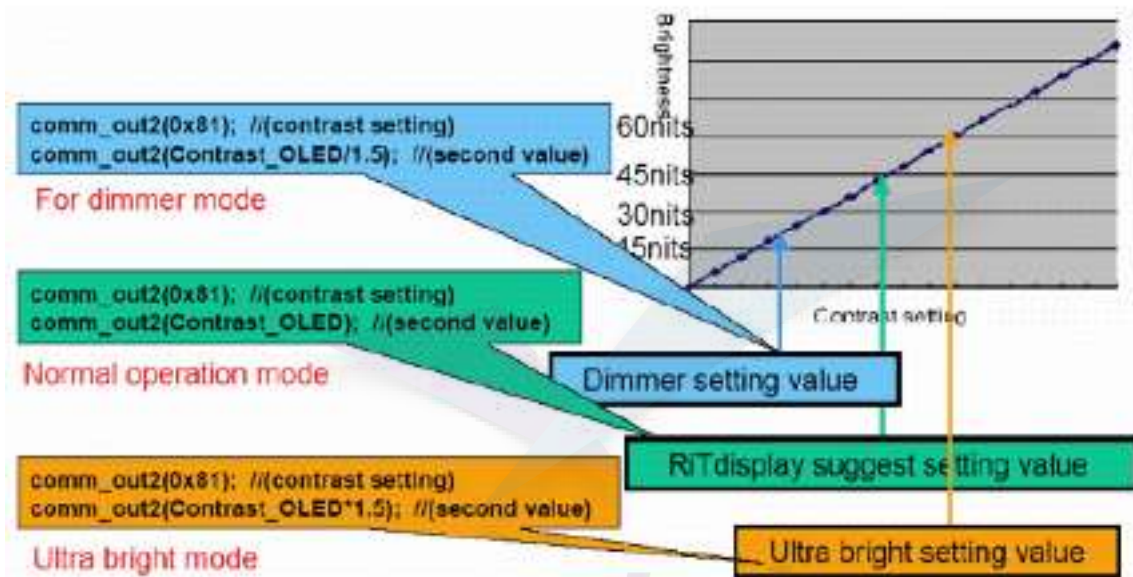 Brightness
comm_out2(0x81); //(contrast setting)
comm_out2(Contrast_OLED/1.5); //(second value)
For dimmer mode
60nits
45nits
30nits
15nits
Contrast setting
comm_out2(0x81); //(contrast setting)
comm_out2(Contrast_OLED); //(second value)
Normal operation mode
Dimmer setting value
RiTdisplay suggest setting value
comm_out2(0x81); //(contrast setting)
comm_out2(Contrast_OLED*1.5); //(second value)
Ultra bright mode
Ultra bright setting value